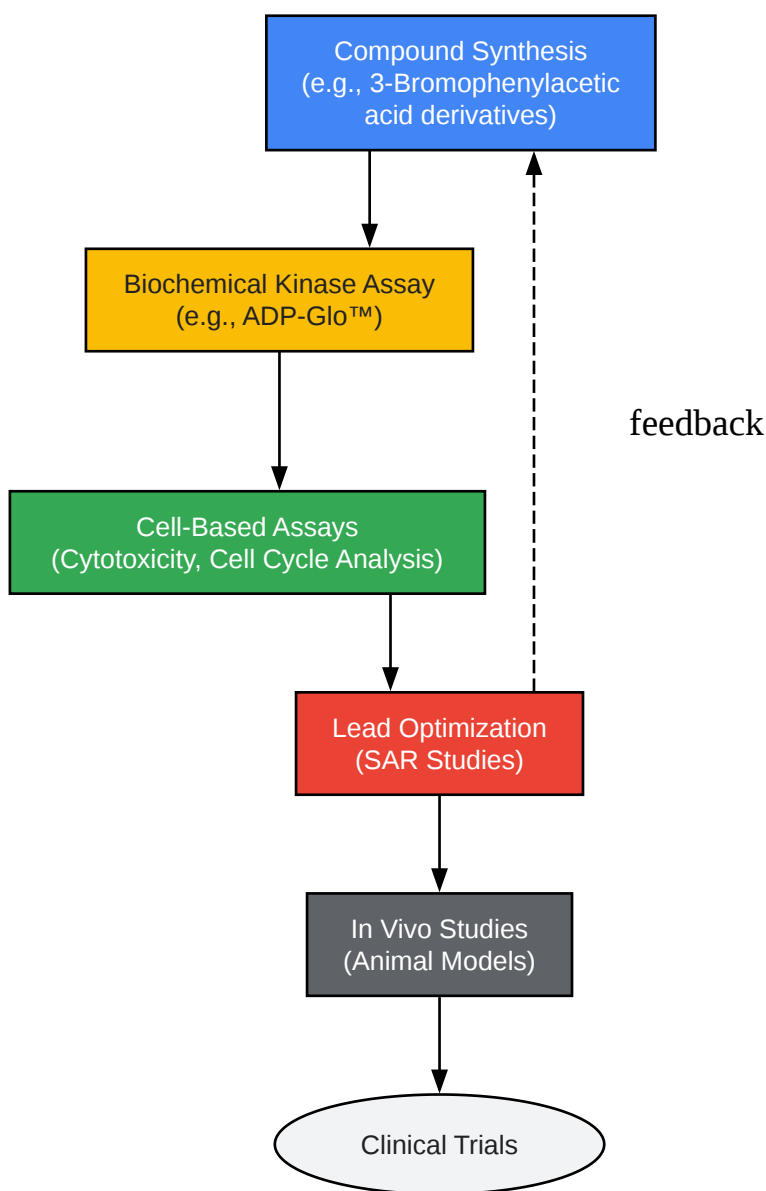 Compound Synthesis
(e.g., 3-Bromophenylacetic
acid derivatives)
Biochemical Kinase Assay
(e.g., ADP-Glo™)
feedback
Cell-Based Assays
(Cytotoxicity, Cell Cycle Analysis)
Lead Optimization
(SAR Studies)
In Vivo Studies
(Animal Models)
Clinical Trials